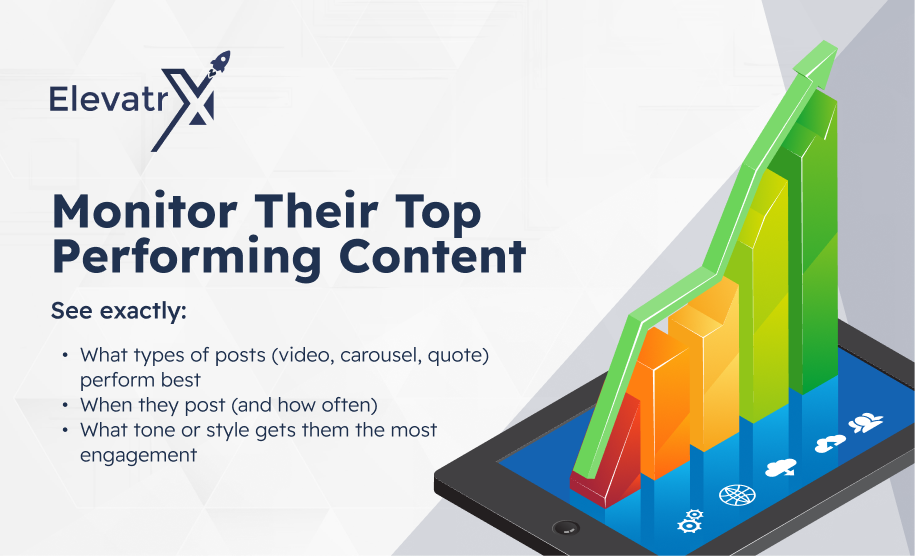 ElevatrX
Monitor Their Top
Performing Content
See exactly:
• What types of posts (video, carousel, quote)
perform best
• When they post (and how often)
• What tone or style gets them the most
engagement